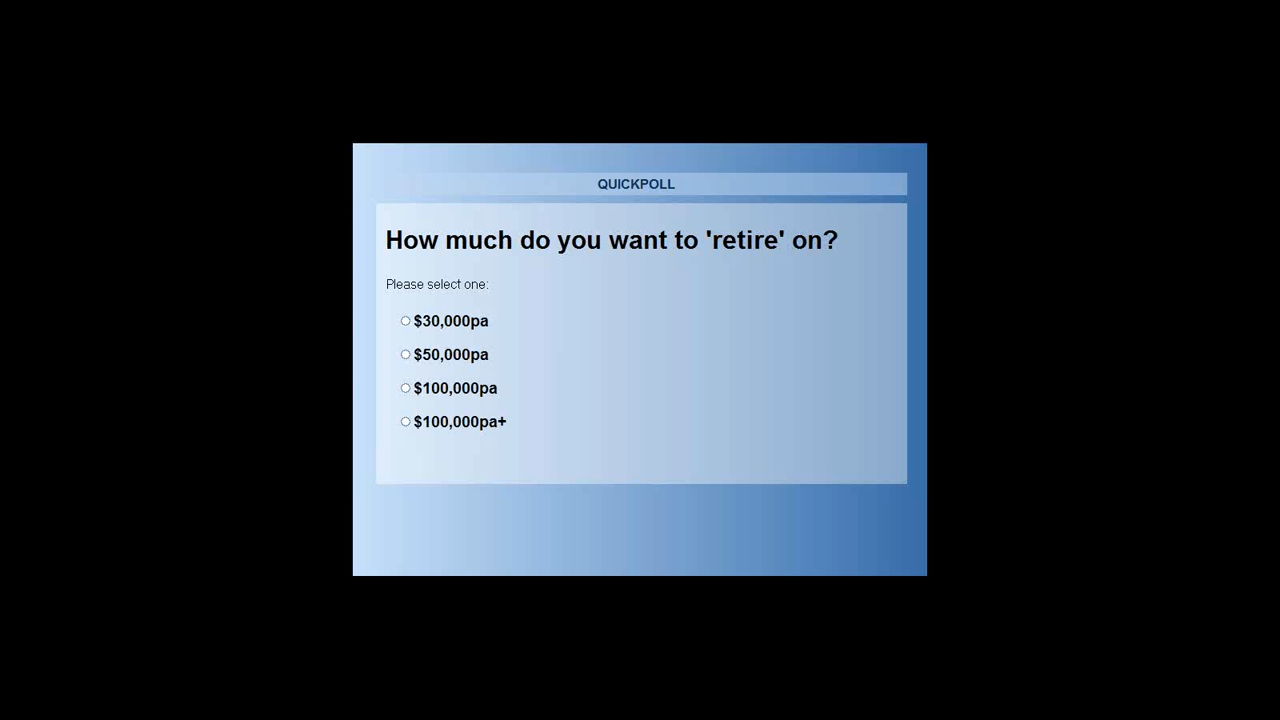 QUICKPOLL
How much do you want to 'retire' on?
Please select one:
$30,000pa
$50,000pa
$100,000pa
$100,000pa+